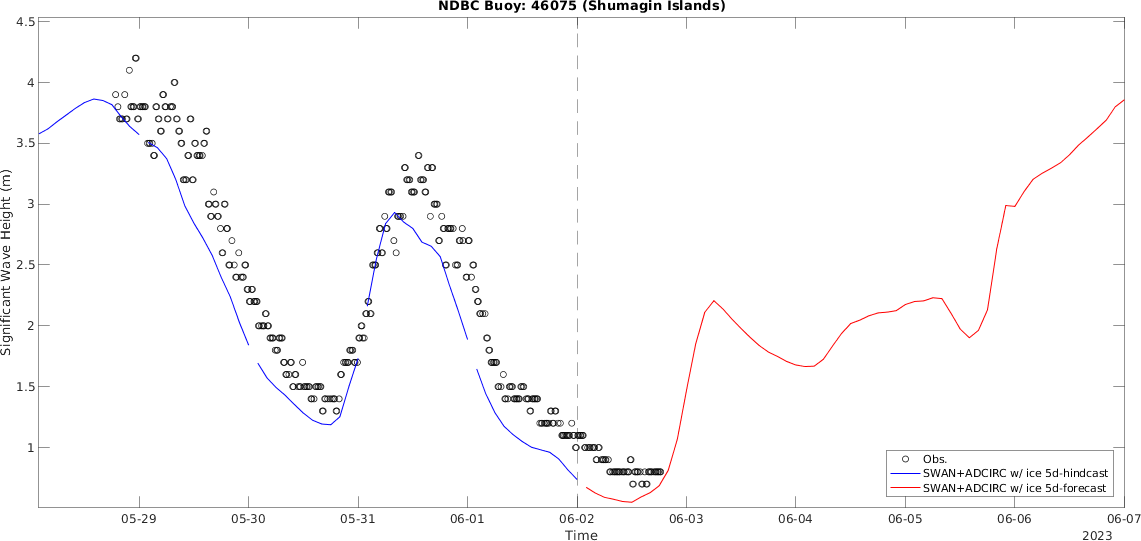 NDBC Buoy: 46075 (Shumagin Islands)
4.5
4
3.5
3
2.5
2
1.5
1
Significant Wave Height (m)
Obs.
SWAN+ADCIRC w/ ice 5d-hindcast
SWAN+ADCIRC w/ ice 5d-forecast
05-29 05-30 05-31 06-01 06-02 06-03 06-04 06-05 06-06 06-07
Time
2023